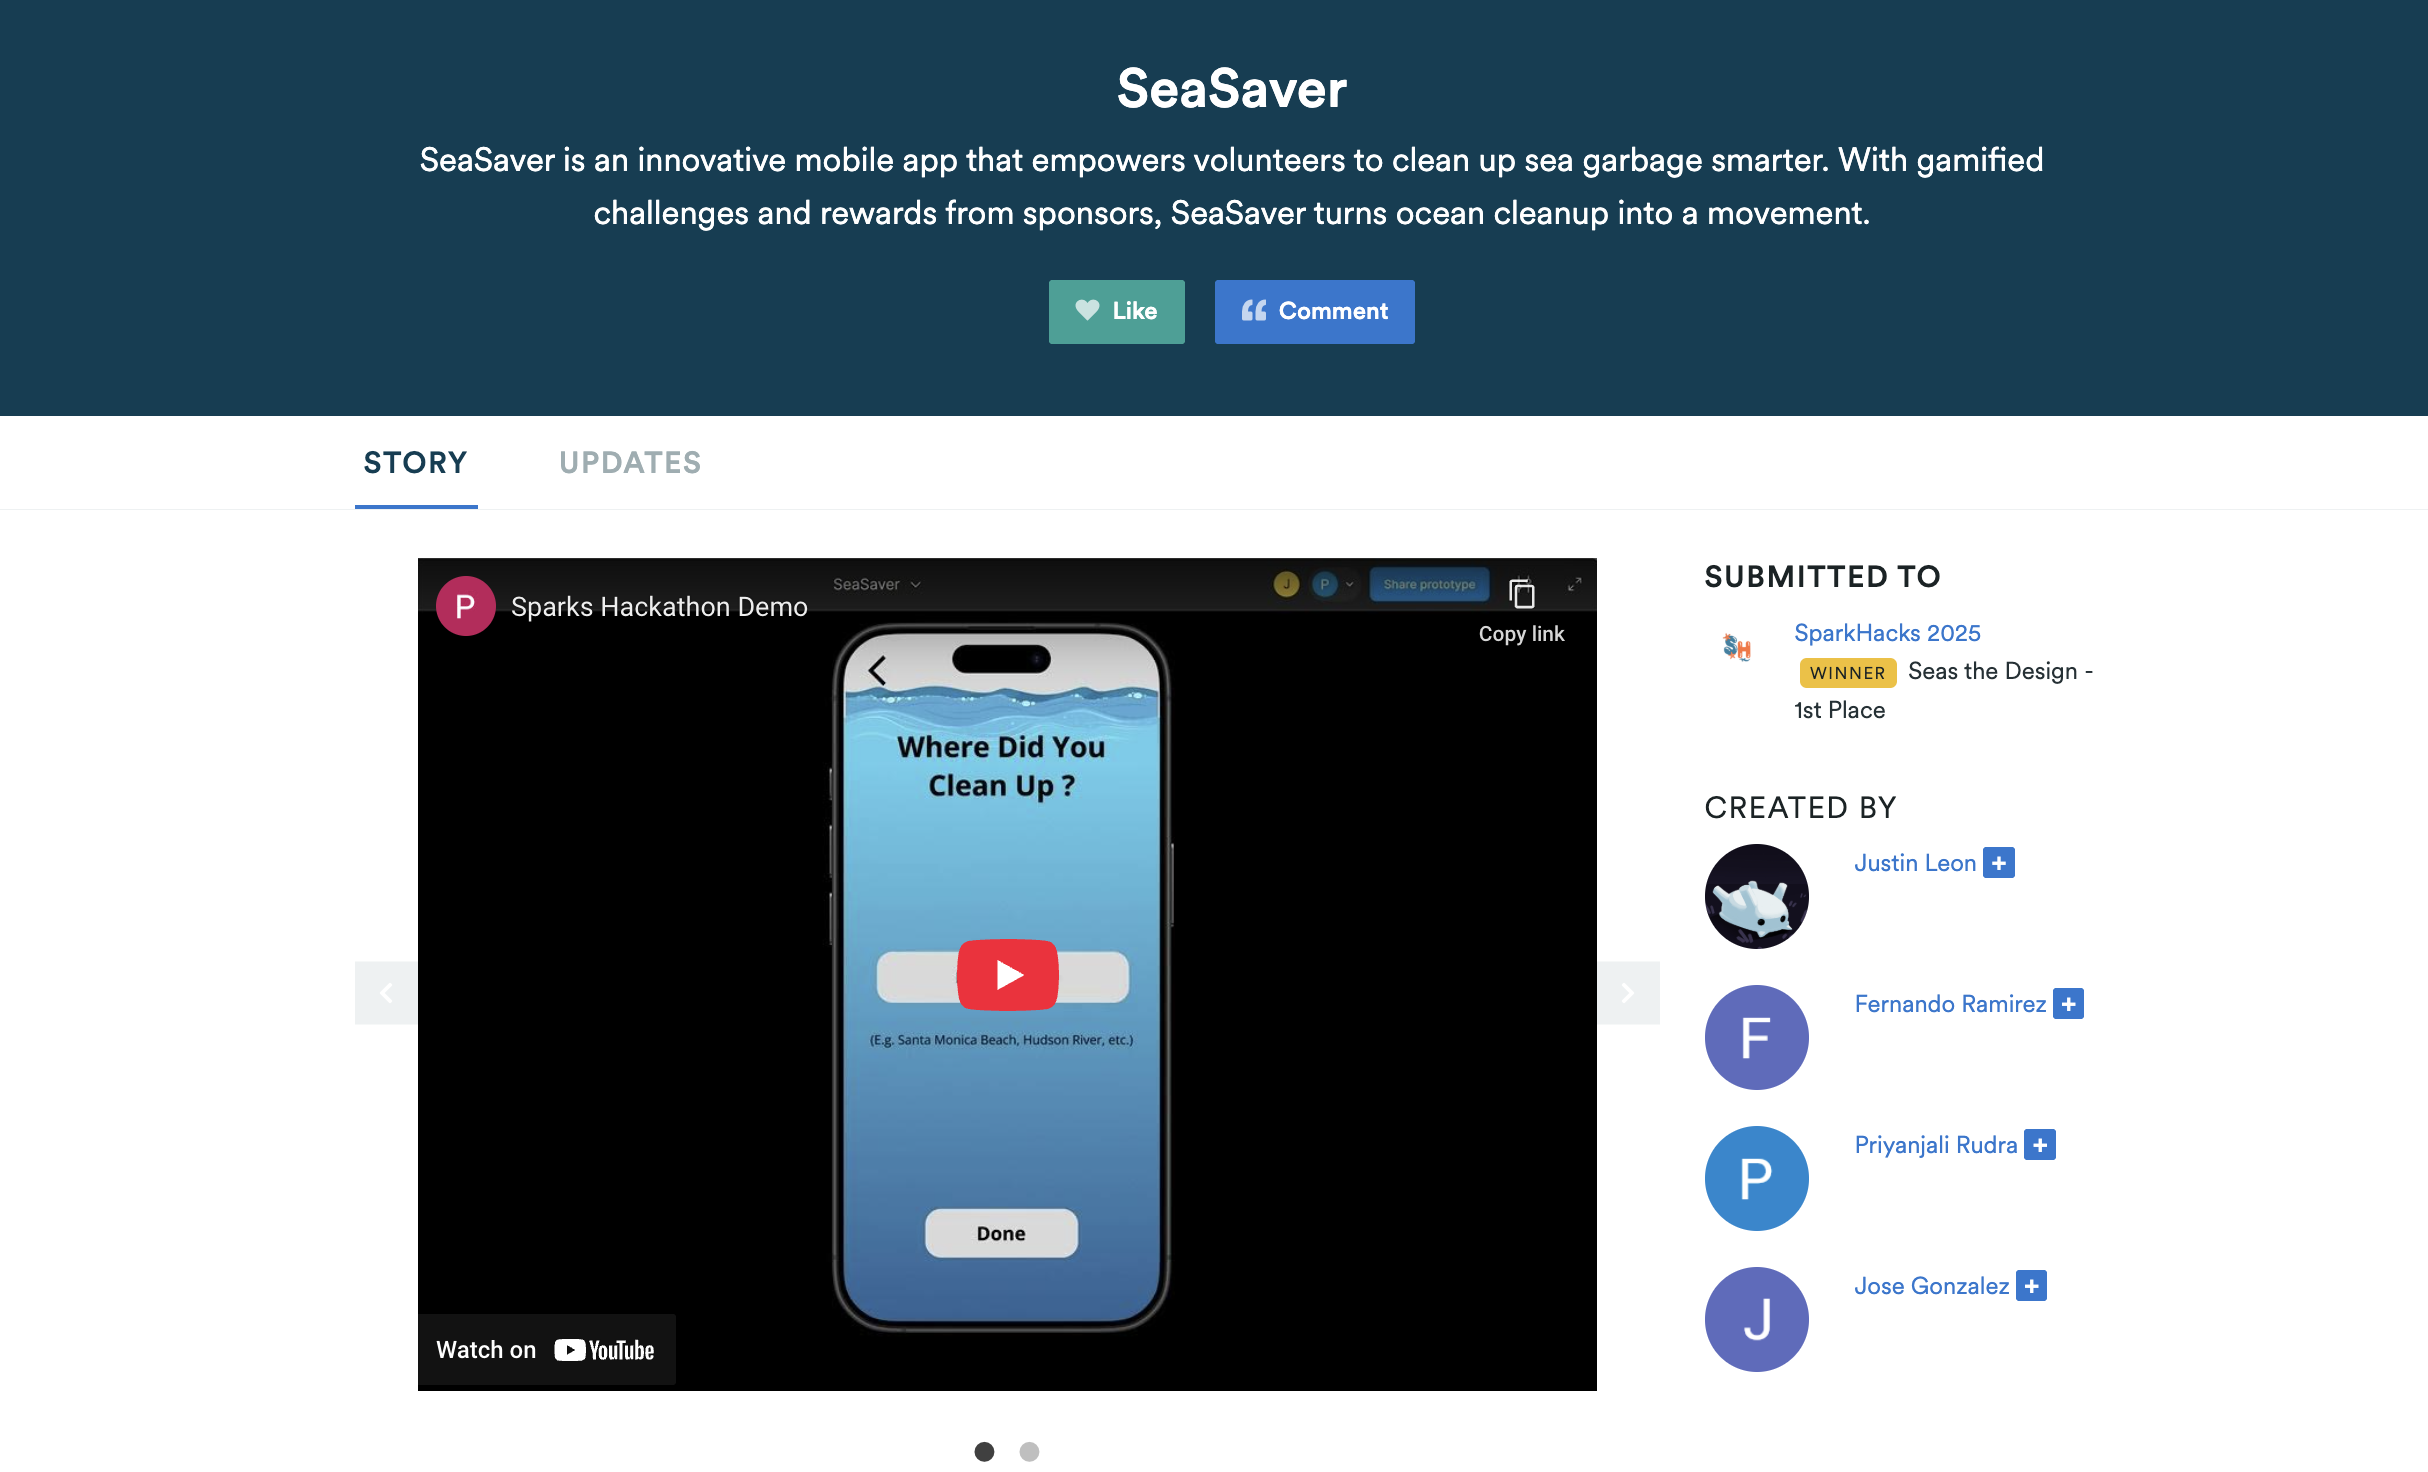 SeaSaver
SeaSaver is an innovative mobile app that empowers volunteers to clean up sea garbage smarter. With gamified
challenges and rewards from sponsors, SeaSaver turns ocean cleanup into a movement.
Like
Comment
STORY
UPDATES
SeaSaver
J
P
Share prototype
P
Sparks Hackathon Demo
Copy link
Where Did You
Clean Up ?
(E.g. Santa Monica Beach, Hudson River, etc.)
Done
Watch on YouTube
SUBMITTED TO
SH
SparkHacks 2025
WINNER Seas the Design -
1st Place
CREATED BY
Justin Leon +
F
Fernando Ramirez +
P
Priyanjali Rudra +
J
Jose Gonzalez +